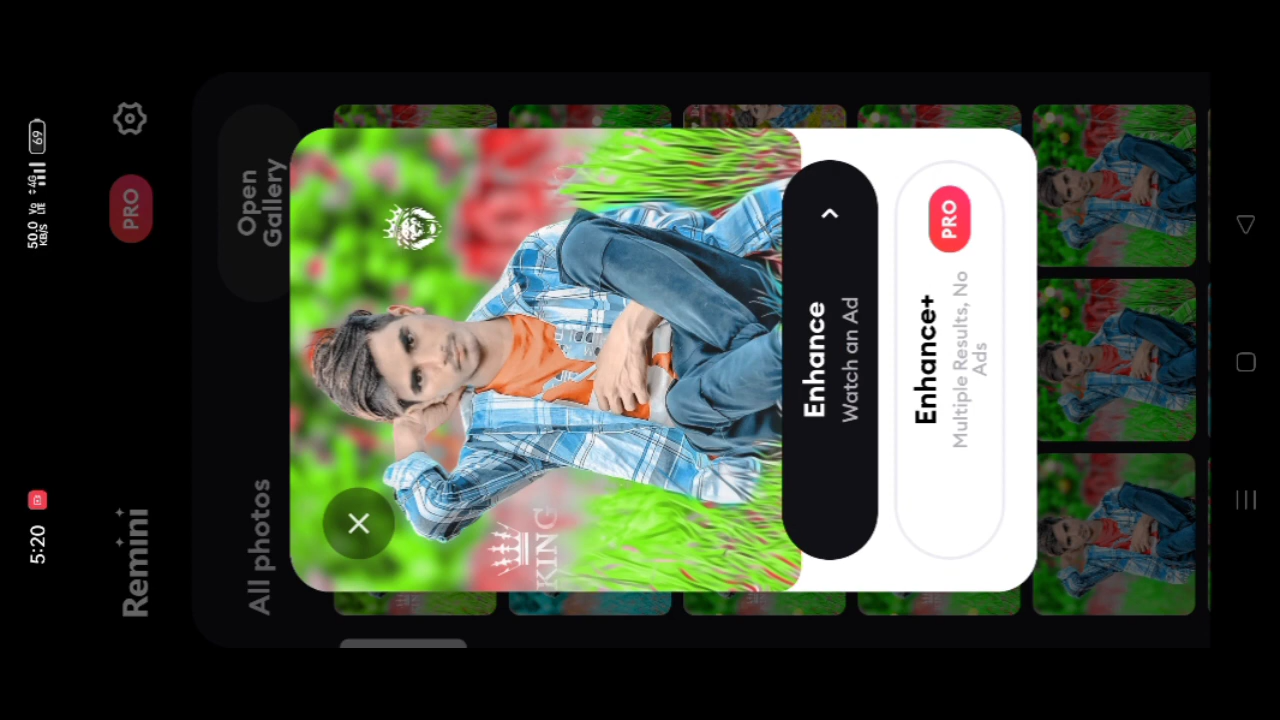 5:20
50.0 KB/S
Vo LTE
4G
69
Remini
PRO
All photos
Open
Gallery
KING
Enhance
Watch an Ad
Enhance+
Multiple Results, No
Ads
PRO